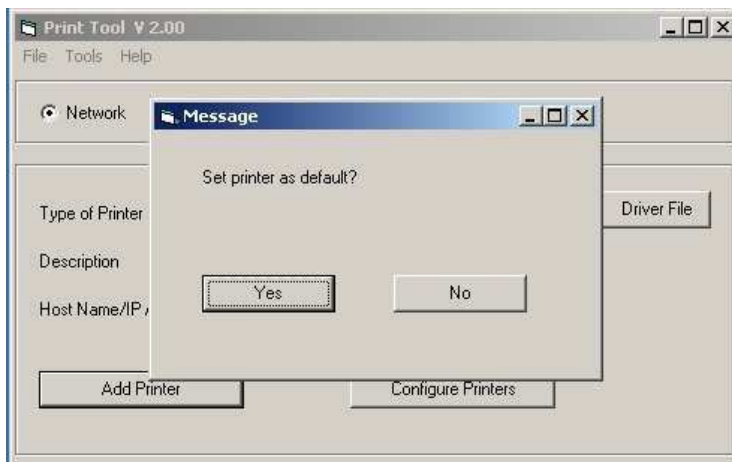 Print Tool V 2.00
File Tools Help
Network
Message
Set printer as default?
Type of Printer
Driver File
Description
Yes No
Host Name/IP
Add Printer Configure Printers